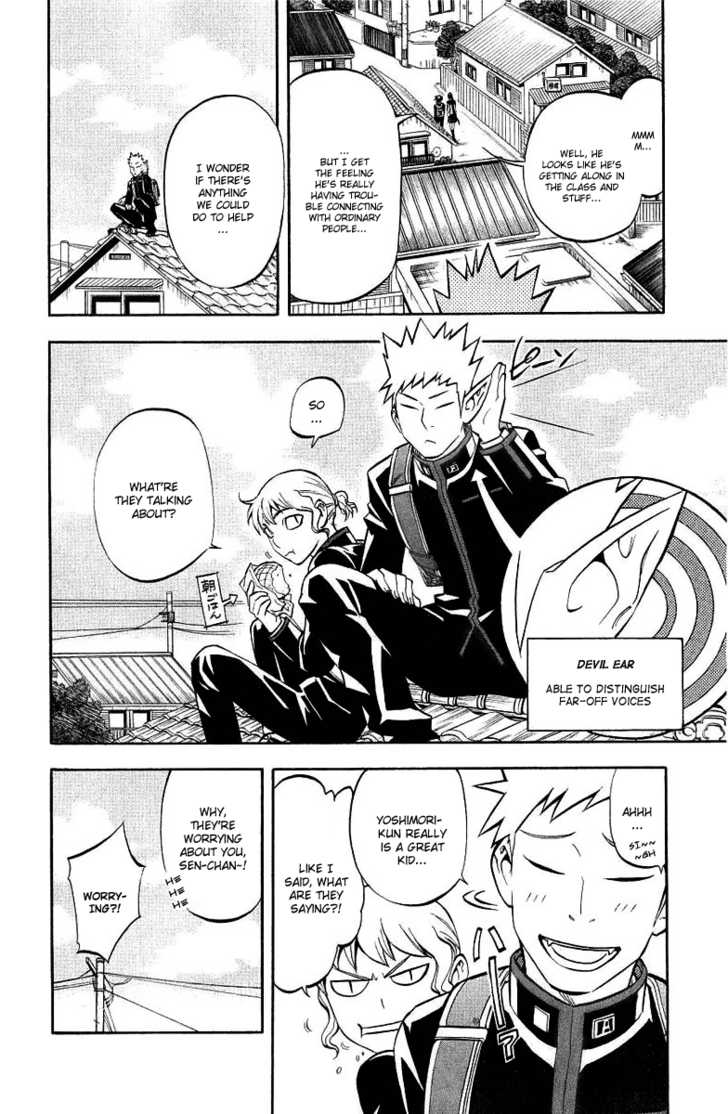 MMM
M...
WELL, HE
LOOKS LIKE HE'S
GETTING ALONG IN
THE CLASS AND
STUFF...
...
BUT I GET
THE FEELING
HE'S REALLY
HAVING TROU-
BLE CONNECTING
WITH ORDINARY
PEOPLE...
I WONDER
IF THERE'S
ANYTHING
WE COULD
DO TO HELP
...
ピーン
SO
...
WHAT'RE
THEY TALKING
ABOUT?
朝ごはん
DEVIL EAR
ABLE TO DISTINGUISH
FAR-OFF VOICES
AHHH
...
YOSHIMORI-
KUN REALLY
IS A GREAT
KID...
LIKE I
SAID, WHAT
ARE THEY
SAYING?!
WHY,
THEY'RE
WORRYING
ABOUT YOU,
SEN-CHAN~!
HE
HE
HE
WORRY-
ING?!